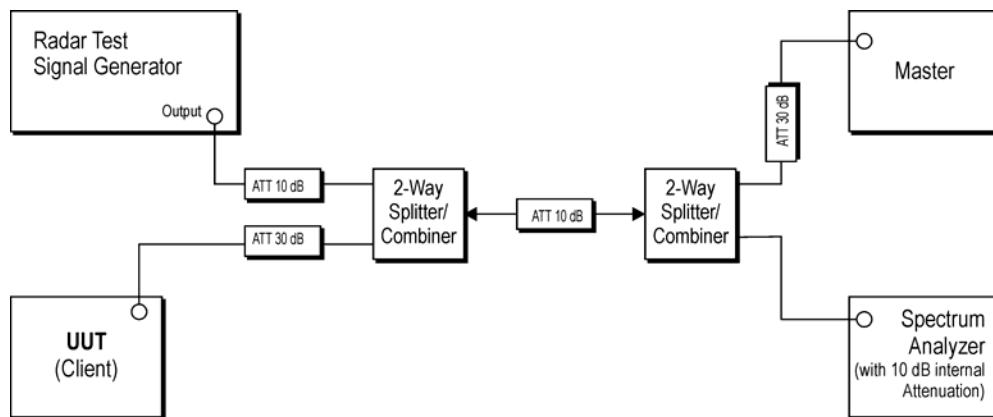 Radar Test
Signal Generator
Output
ATT 10 dB
ATT 30 dB
2-Way
Splitter/
Combiner
ATT 10 dB
2-Way
Splitter/
Combiner
ATT 30 dB
Master
UUT
(Client)
Spectrum
Analyzer
(with 10 dB internal
Attenuation)